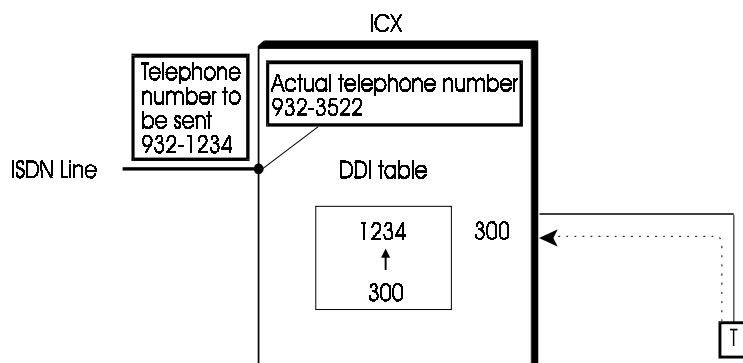 ICX
Telephone
number to
be sent
932-1234
Actual telephone number
932-3522
ISDN Line
DDI table
1234
300
300
T